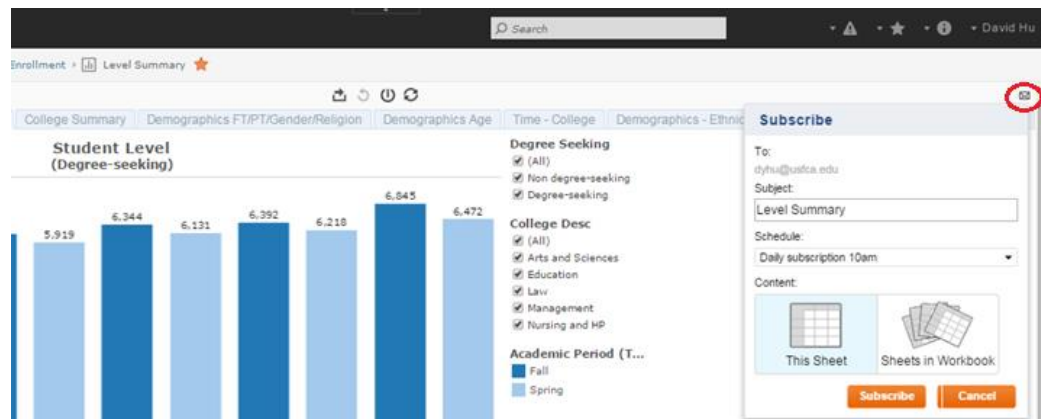 Search
David Hu
Enrollment › Level Summary
College Summary Demographics FT/PT/Gender/Religion Demographics Age Time - College Demographics - Ethnic
Student Level
(Degree-seeking)
5,919
6,344
6,131
6,392
6,218
6,845
6,472
Degree Seeking
(All)
Non degree-seeking
Degree-seeking
College Desc
(All)
Arts and Sciences
Education
Law
Management
Nursing and HP
Academic Period (T...
Fall
Spring
Subscribe
To:
dyhu@usfca.edu
Subject:
Level Summary
Schedule:
Daily subscription 10am
Content:
This Sheet Sheets in Workbook
Subscribe Cancel